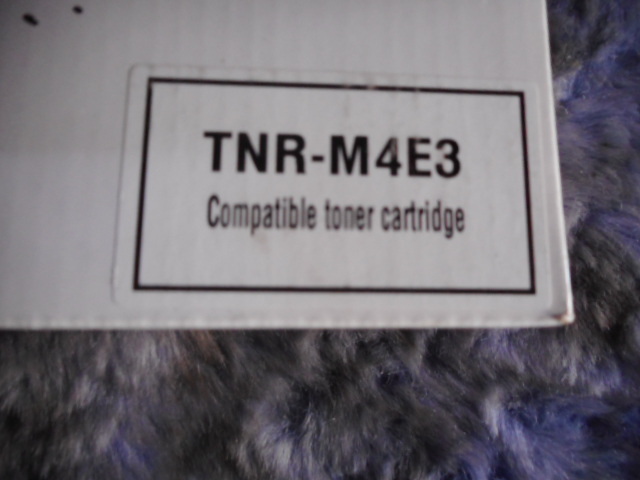 TNR-M4E3
Compatible toner cartridge